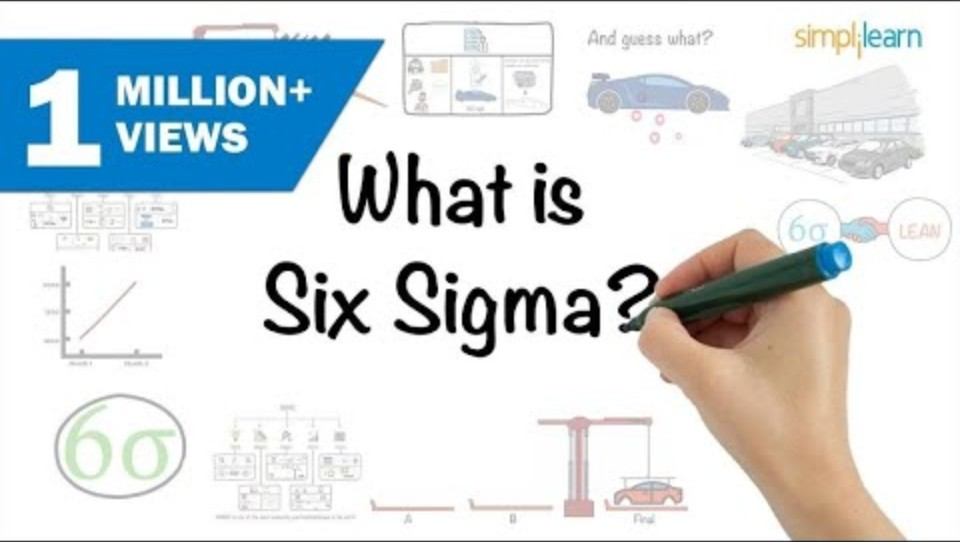 simplilearn
And guess what?
1
MILLION+
VIEWS
What is
Six Sigma?
6σ
LEAN
6σ
A
B
Final